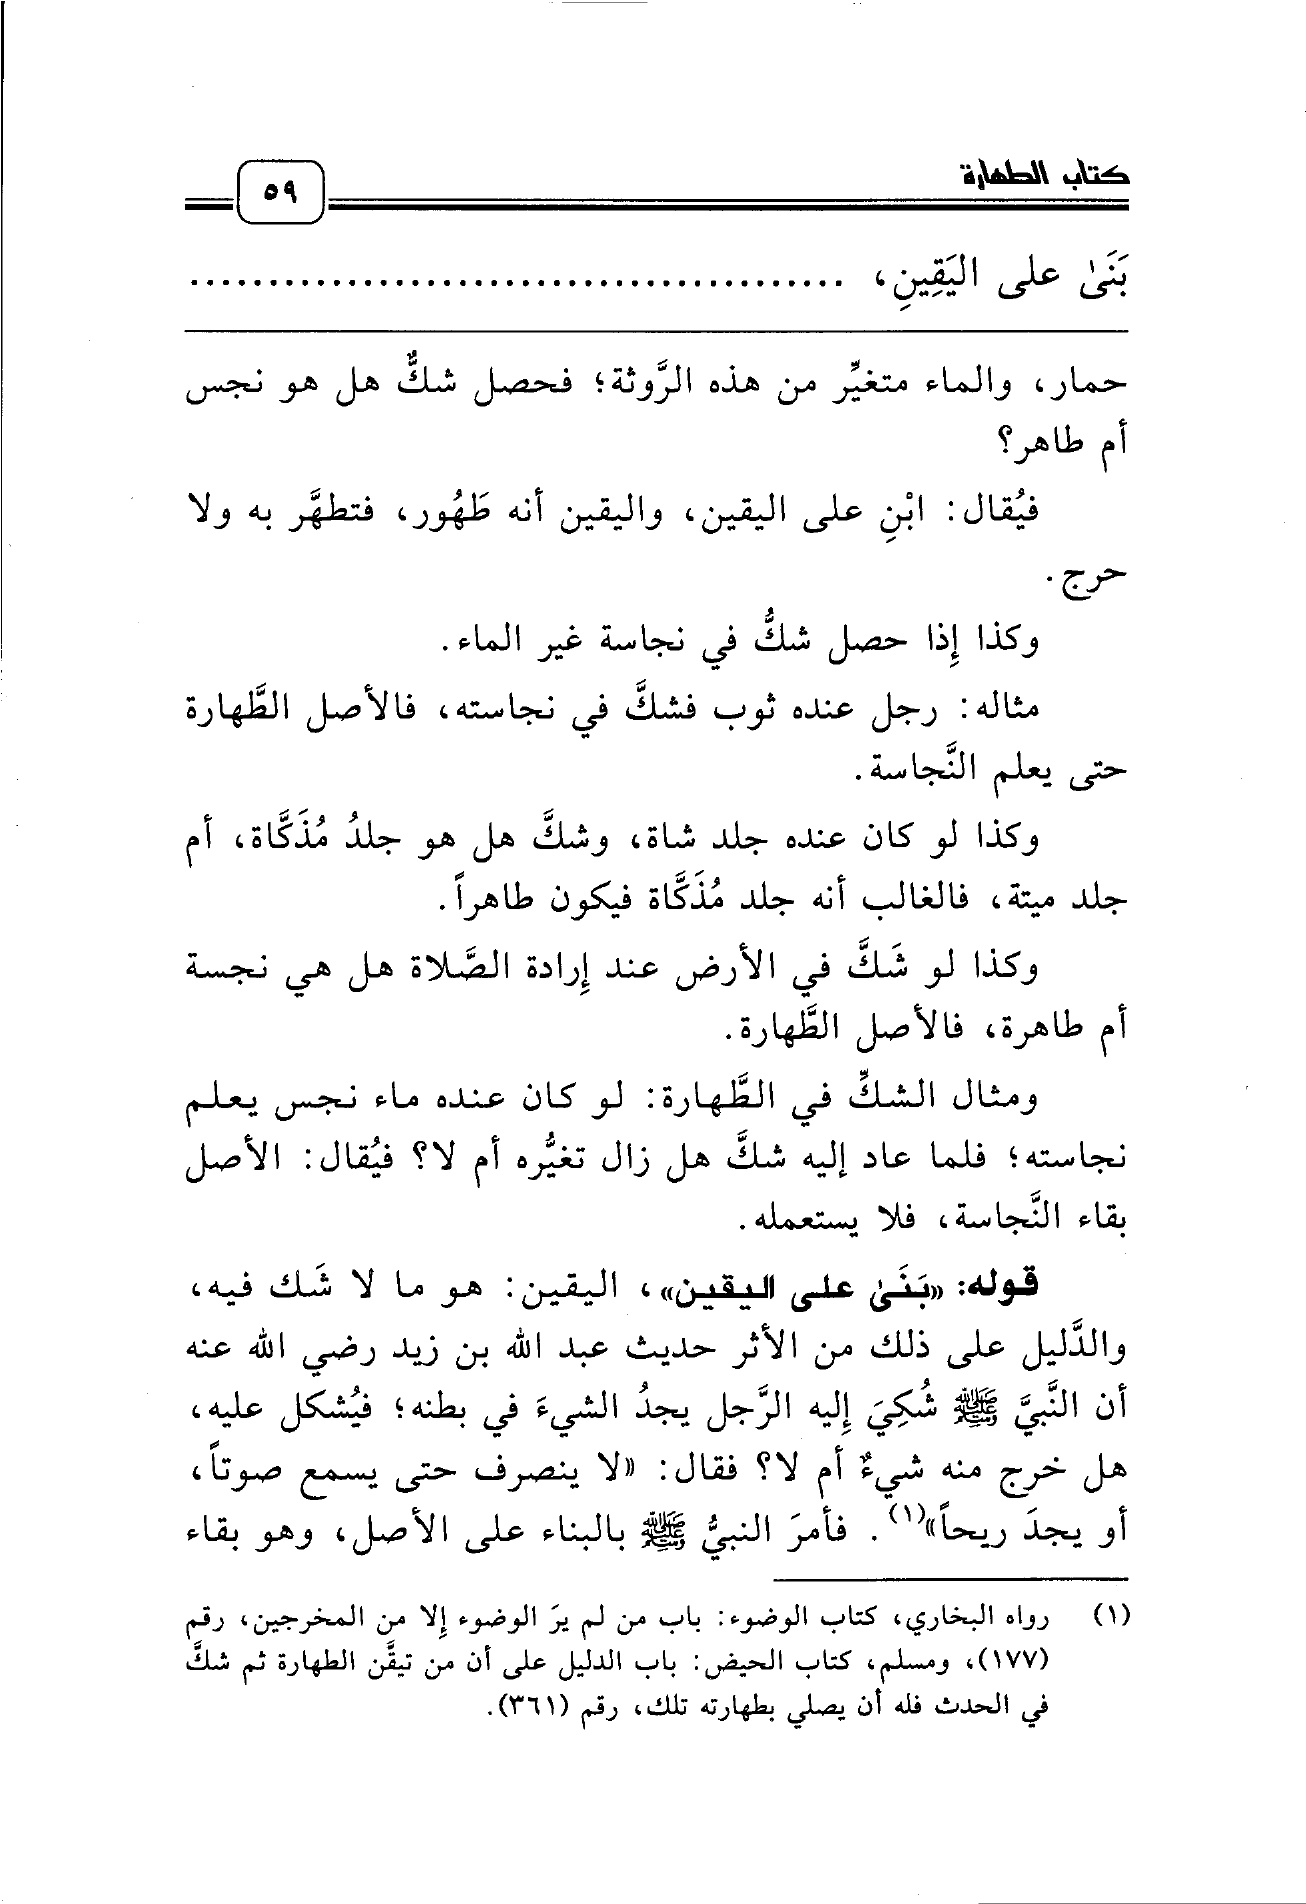 كتاب الطهارة
٥٩
بَنَىٰ على اليَقِينِ، ..........................................
حمار، والماء متغيِّر من هذه الرَّوثة؛ فحصل شكٌّ هل هو نجس
أم طاهر؟
فيُقال: ابْنِ على اليقين، واليقين أنه طَهُور، فتطهَّر به ولا
حرج.
وكذا إِذا حصل شكُّ في نجاسة غير الماء.
مثاله: رجل عنده ثوب فشكَّ في نجاسته، فالأصل الطَّهارة
حتى يعلم النَّجاسة.
وكذا لو كان عنده جلد شاة، وشكَّ هل هو جلدُ مُذَكَّاة، أم
جلد ميتة، فالغالب أنه جلد مُذَكَّاة فيكون طاهراً.
وكذا لو شَكَّ في الأرض عند إِرادة الصَّلاة هل هي نجسة
أم طاهرة، فالأصل الطَّهارة.
ومثال الشكِّ في الطَّهارة: لو كان عنده ماء نجس يعلم
نجاسته؛ فلما عاد إليه شكَّ هل زال تغيُّره أم لا؟ فيُقال: الأصل
بقاء النَّجاسة، فلا يستعمله.
قوله: «بَنَىٰ على اليقين»، اليقين: هو ما لا شَك فيه،
والدَّليل على ذلك من الأثر حديث عبد الله بن زيد رضي الله عنه
أن النَّبيَّ ﷺ شُكِيَ إِليه الرَّجل يجدُ الشيءَ في بطنه؛ فيُشكل عليه،
هل خرج منه شيءٌ أم لا؟ فقال: «لا ينصرف حتى يسمع صوتاً،
أو يجدَ ريحاً»(١). فأمرَ النبيُّ ﷺ بالبناء على الأصل، وهو بقاء
(١) رواه البخاري، كتاب الوضوء: باب من لم يرَ الوضوء إِلا من المخرجين، رقم
(١٧٧)، ومسلم، كتاب الحيض: باب الدليل على أن من تيقَّن الطهارة ثم شكَّ
في الحدث فله أن يصلي بطهارته تلك، رقم (٣٦١).